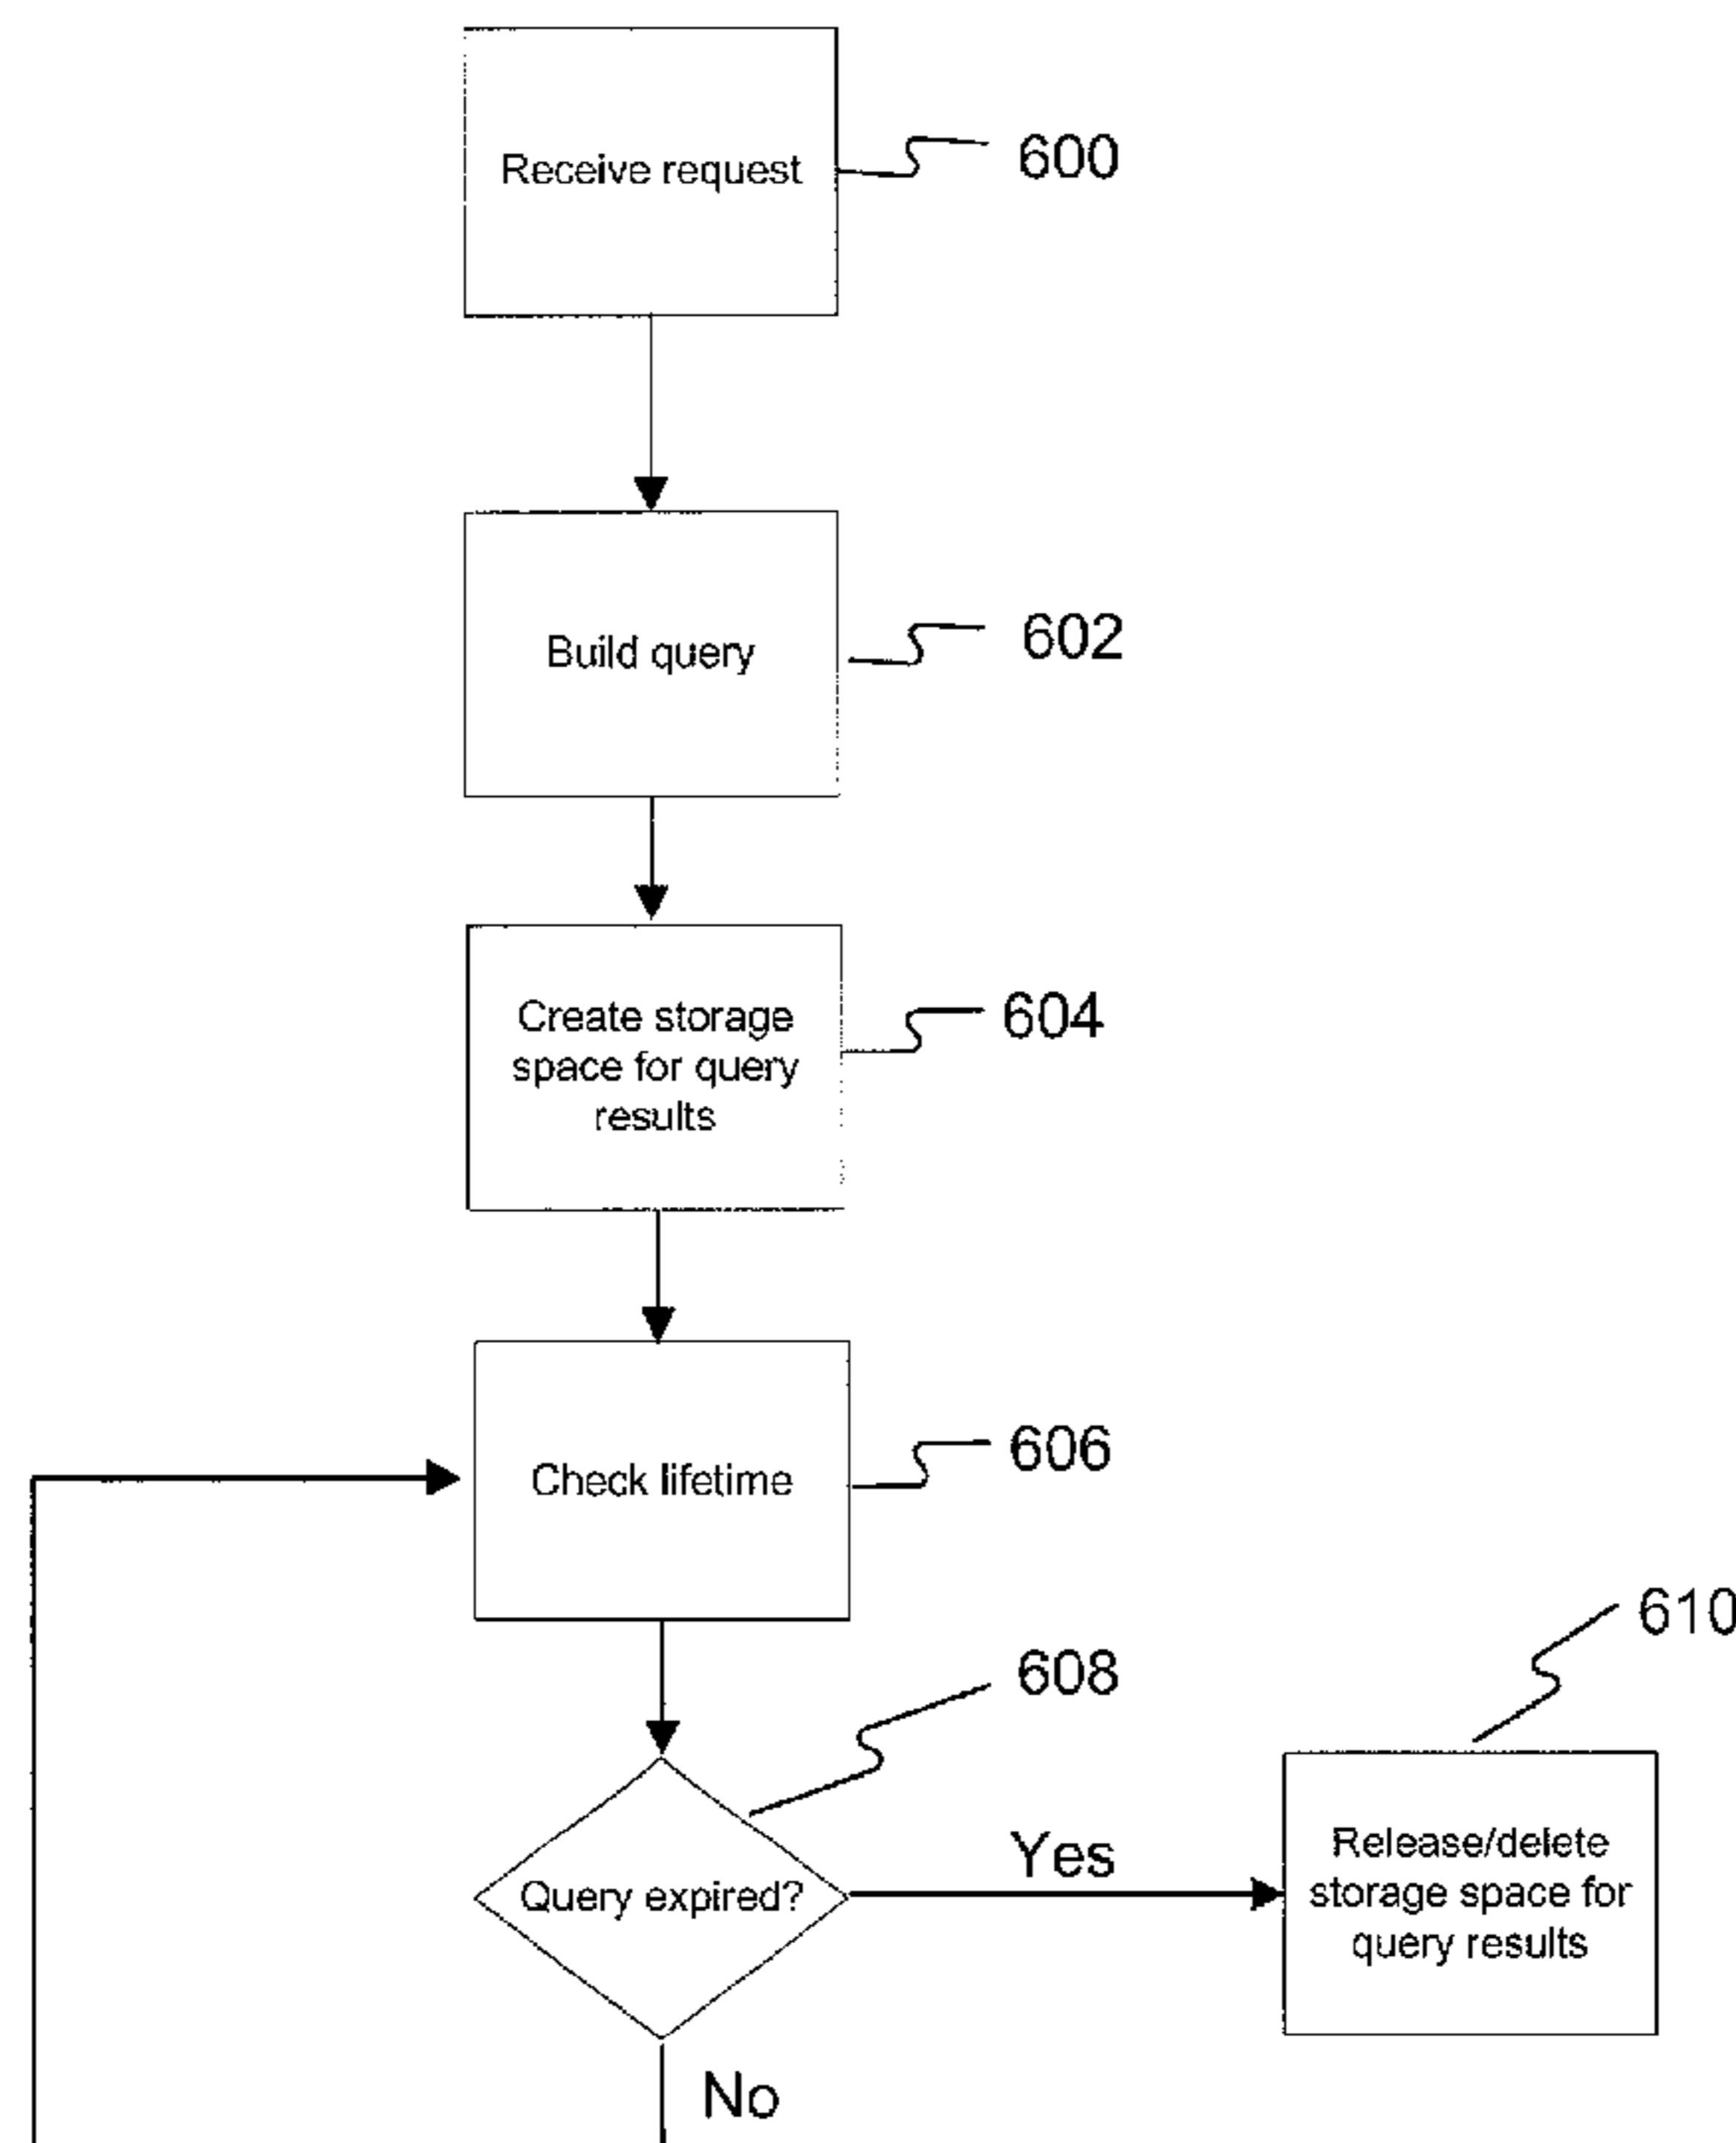 Receive request
600
Build query
602
Create storage
space for query
results
604
Check lifetime
606
608
610
Query expired?
Yes
Release/delete
storage space for
query results
No